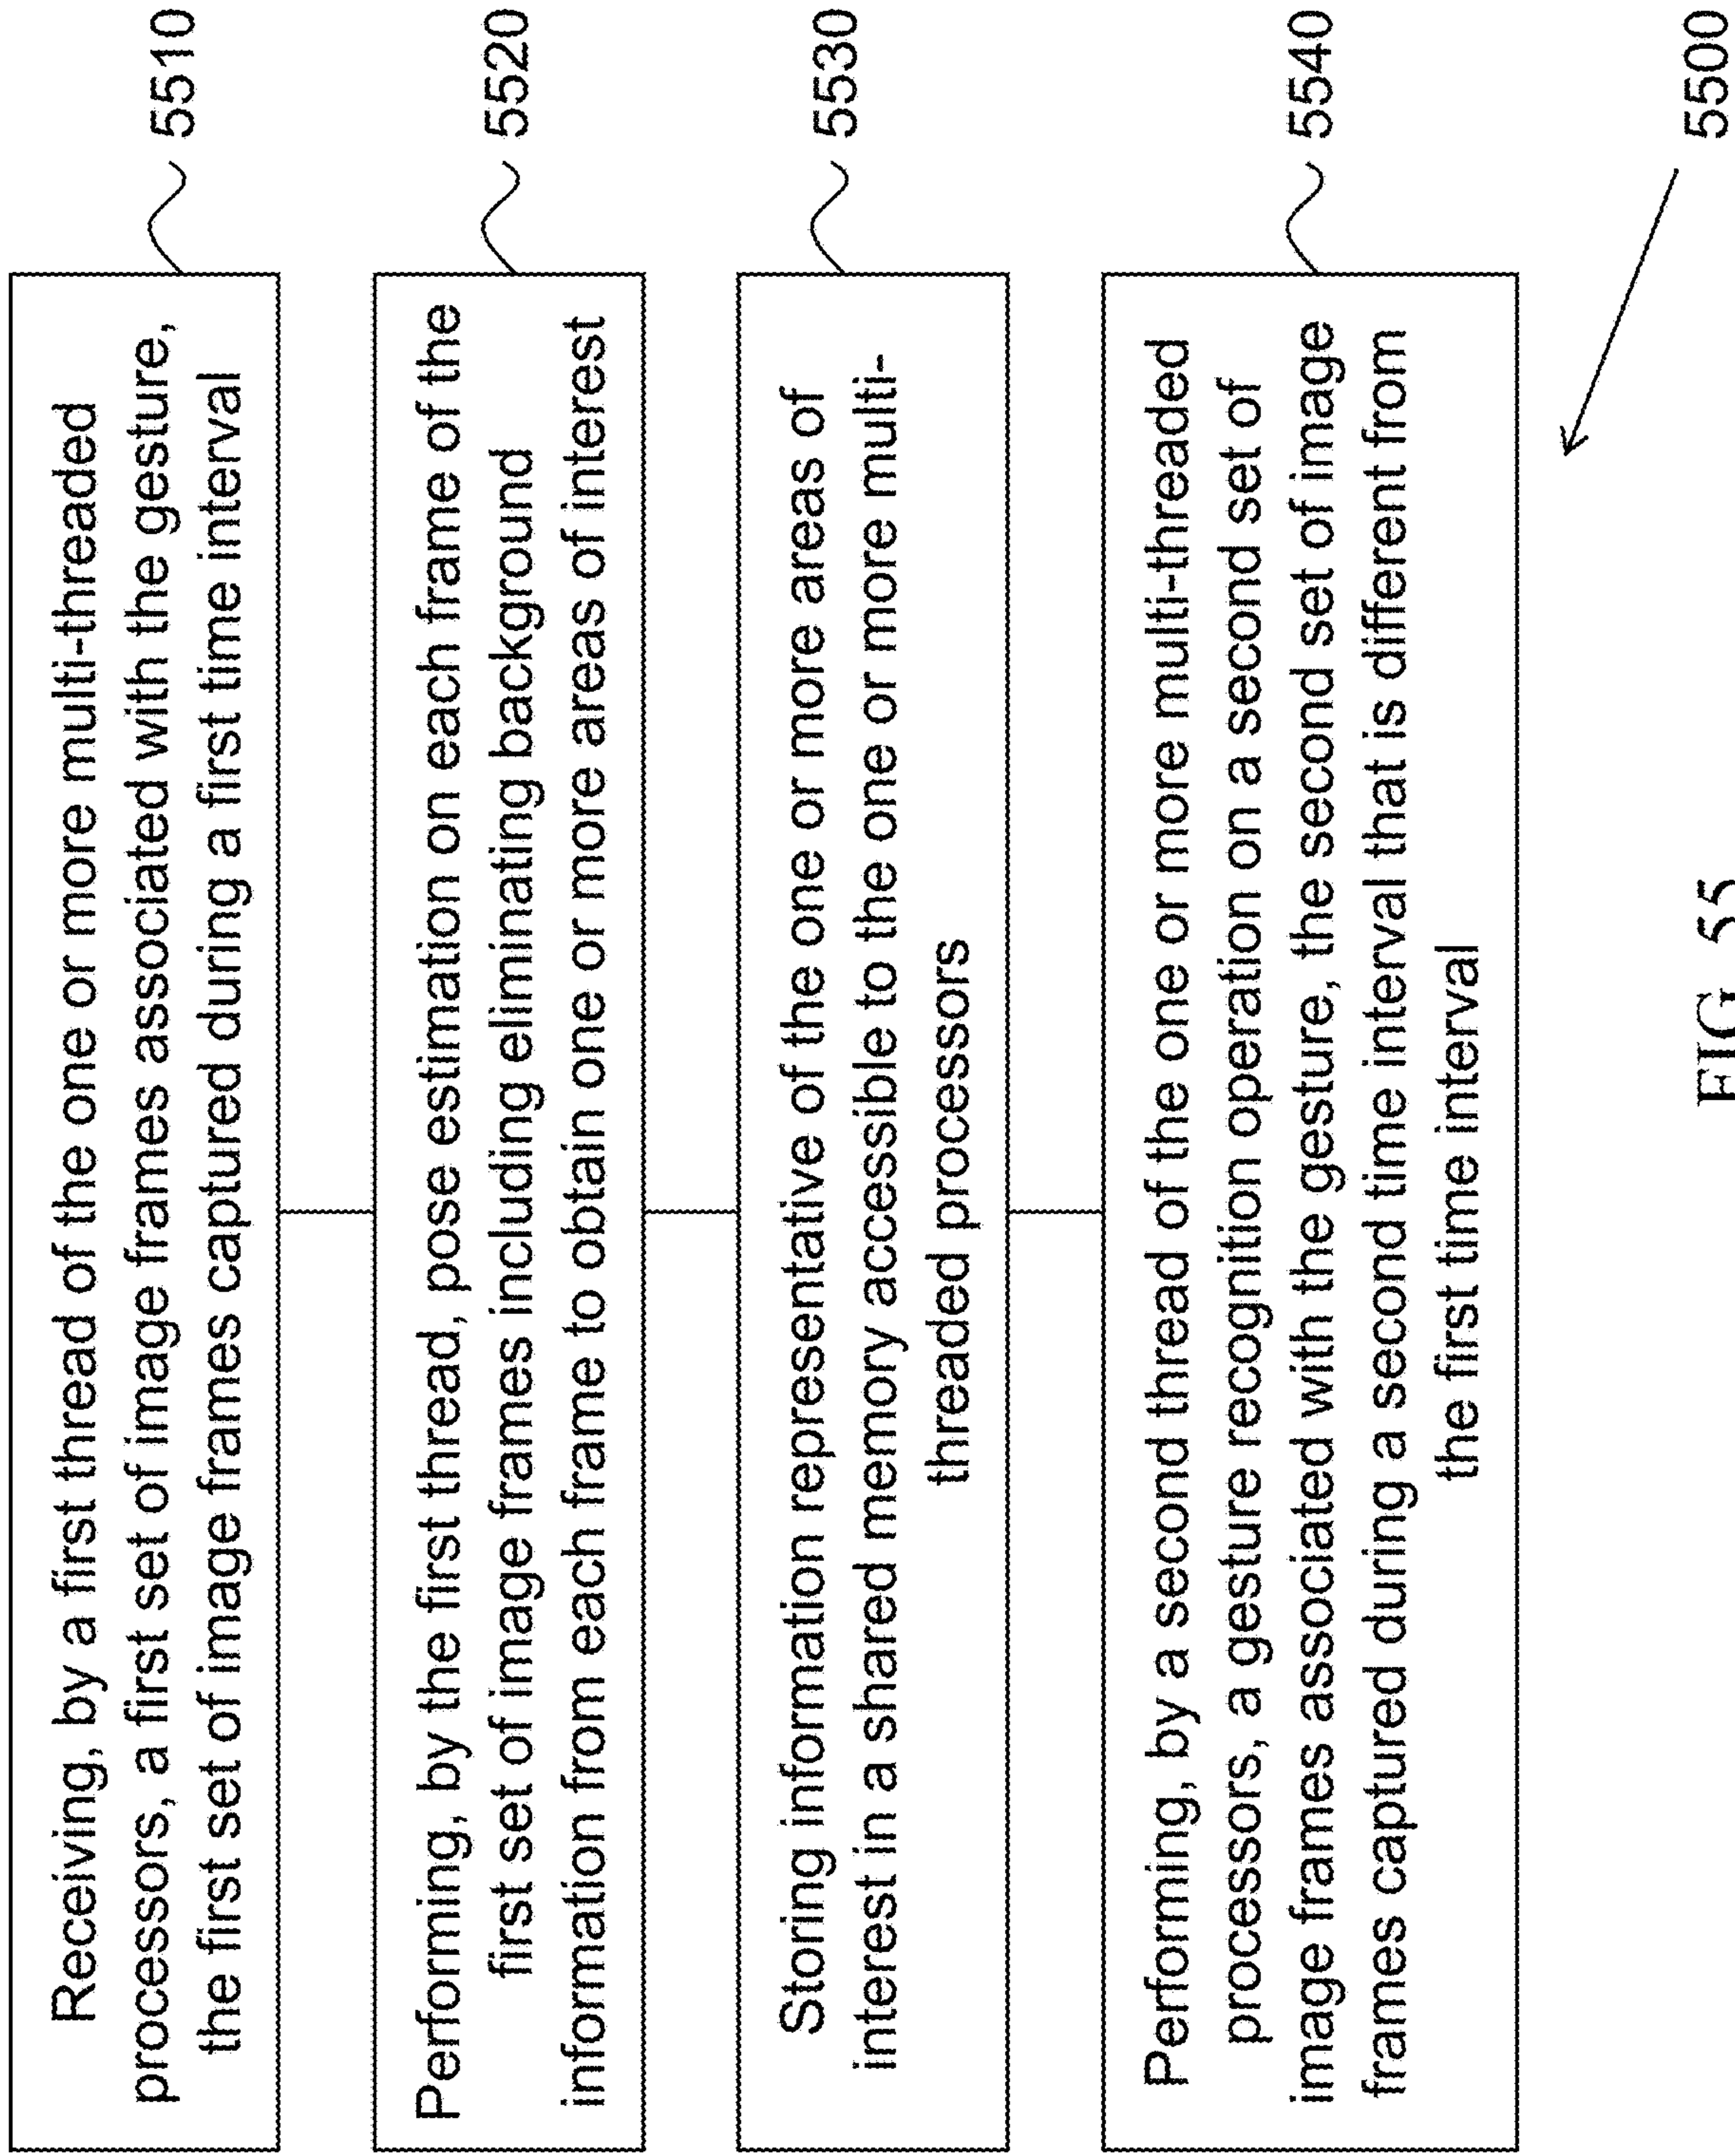 Receiving, by a first thread of the one or more multi-threaded
processors, a first set of image frames associated with the gesture,
the first set of image frames captured during a first time interval
5510
Performing, by the first thread, pose estimation on each frame of the
first set of image frames including eliminating background
information from each frame to obtain one or more areas of interest
5520
Storing information representative of the one or more areas of
interest in a shared memory accessible to the one or more multi-
threaded processors
5530
Performing, by a second thread of the one or more multi-threaded
processors, a gesture recognition operation on a second set of
image frames associated with the gesture, the second set of image
frames captured during a second time interval that is different from
the first time interval
5540
5500
FIG. 55